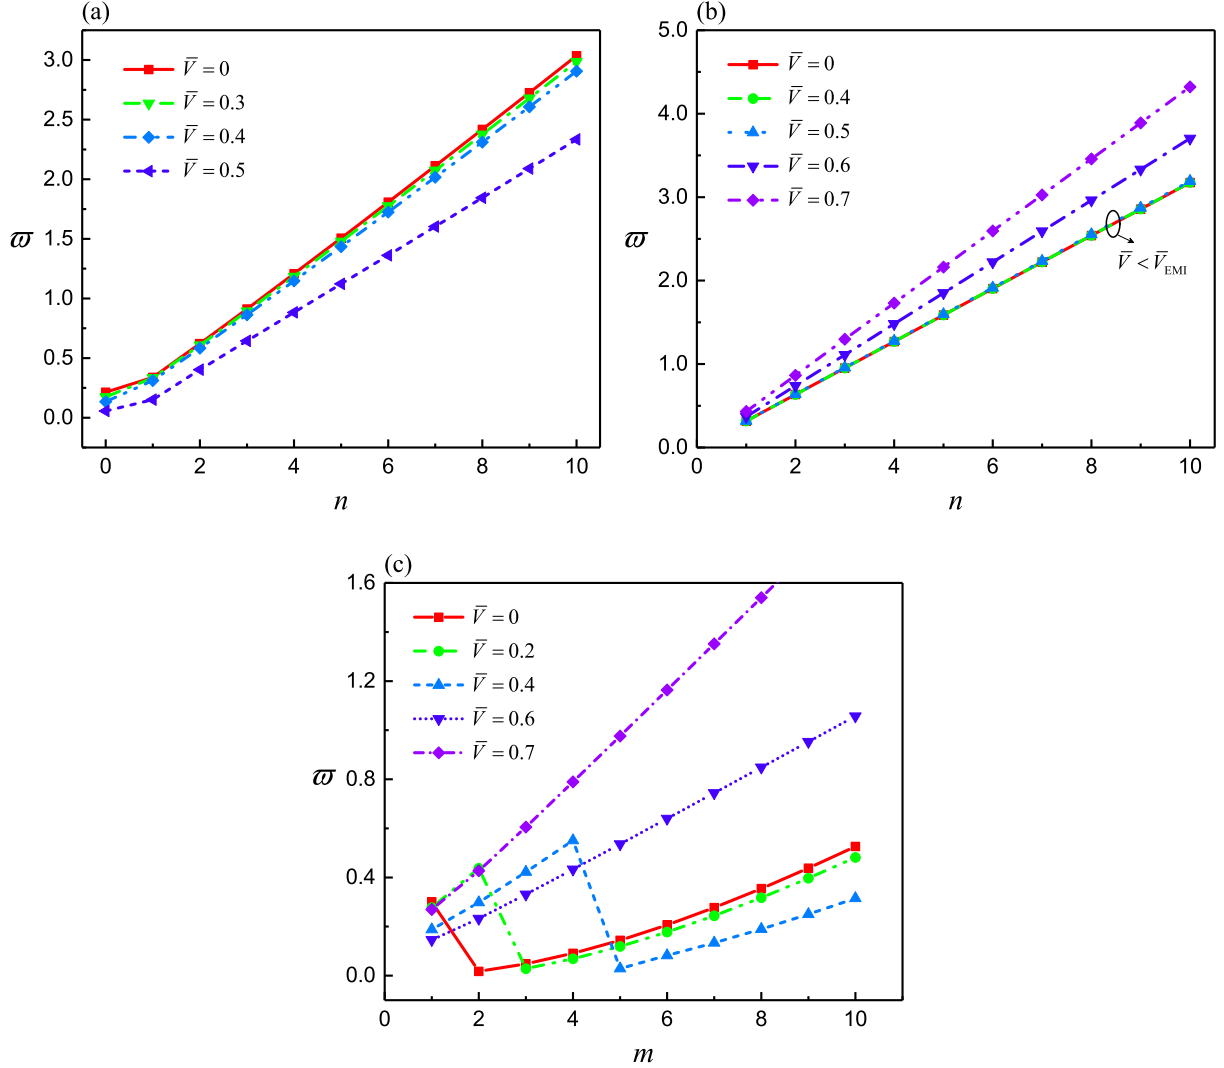 (a)
3.0
2.5
2.0
1.5
1.0
0.5
0.0
ϖ
V̄ = 0
V̄ = 0.3
V̄ = 0.4
V̄ = 0.5
0 2 4 6 8 10
n
(b)
5.0
4.0
3.0
2.0
1.0
0.0
ϖ
V̄ = 0
V̄ = 0.4
V̄ = 0.5
V̄ = 0.6
V̄ = 0.7
V̄ < V̄EMI
0 2 4 6 8 10
n
(c)
1.6
1.2
0.8
0.4
0.0
ϖ
V̄ = 0
V̄ = 0.2
V̄ = 0.4
V̄ = 0.6
V̄ = 0.7
0 2 4 6 8 10
m